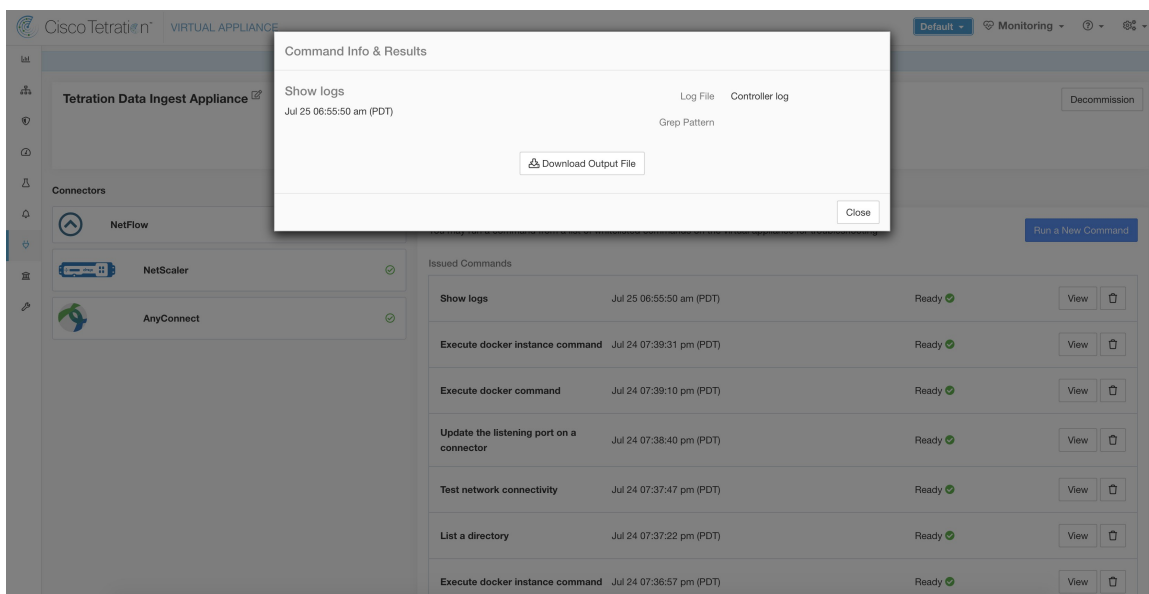 Cisco Tetration™ VIRTUAL APPLIANCE
Default
Monitoring
?
Command Info & Results
Show logs
Jul 25 06:55:50 am (PDT)
Log File Controller log
Grep Pattern
Download Output File
Close
Tetration Data Ingest Appliance
Decommission
Connectors
NetFlow
NetScaler
AnyConnect
Run a New Command
Issued Commands
Show logs Jul 25 06:55:50 am (PDT) Ready View
Execute docker instance command Jul 24 07:39:31 pm (PDT) Ready View
Execute docker command Jul 24 07:39:10 pm (PDT) Ready View
Update the listening port on a
connector
Jul 24 07:38:40 pm (PDT) Ready View
Test network connectivity Jul 24 07:37:47 pm (PDT) Ready View
List a directory Jul 24 07:37:22 pm (PDT) Ready View
Execute docker instance command Jul 24 07:36:57 pm (PDT) Ready View